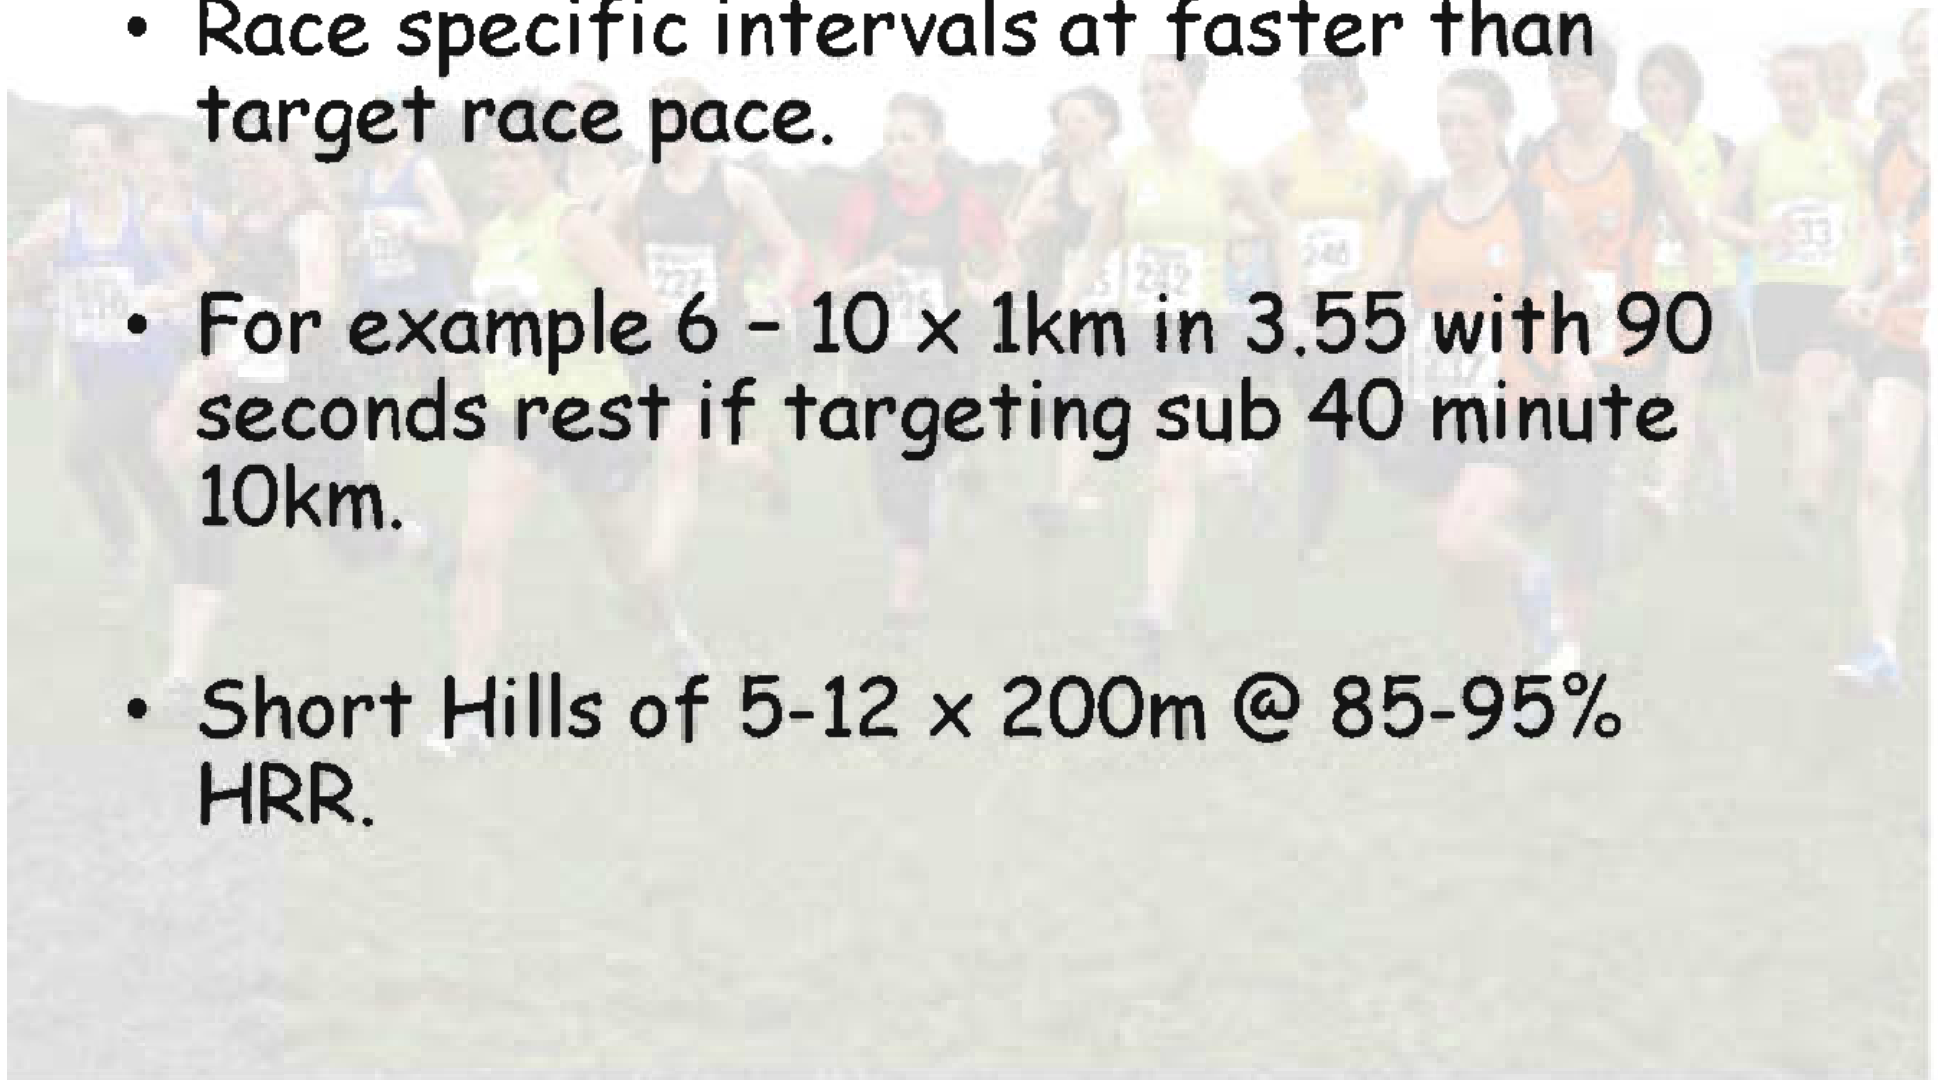 • Race specific intervals at faster than
target race pace.
• For example 6 – 10 x 1km in 3.55 with 90
seconds rest if targeting sub 40 minute
10km.
• Short Hills of 5-12 x 200m @ 85-95%
HRR.